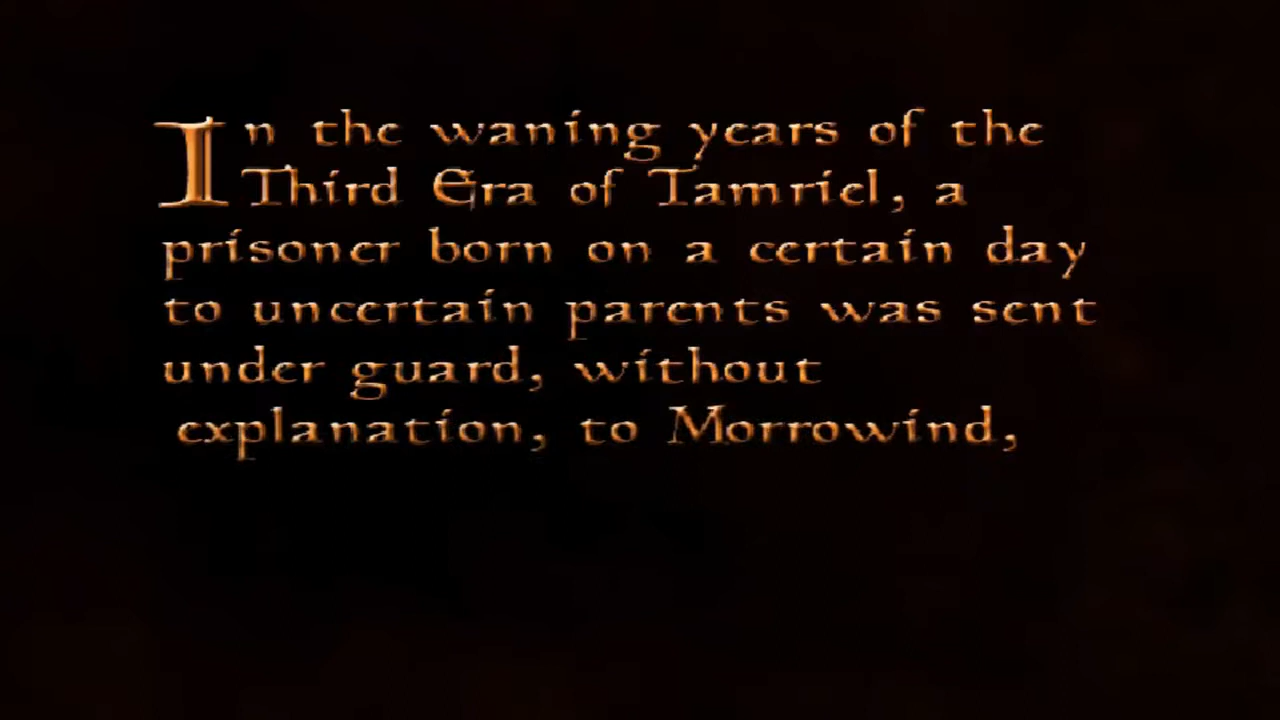 In the waning years of the
Third Era of Tamriel, a
prisoner born on a certain day
to uncertain parents was sent
under guard, without
explanation, to Morrowind,